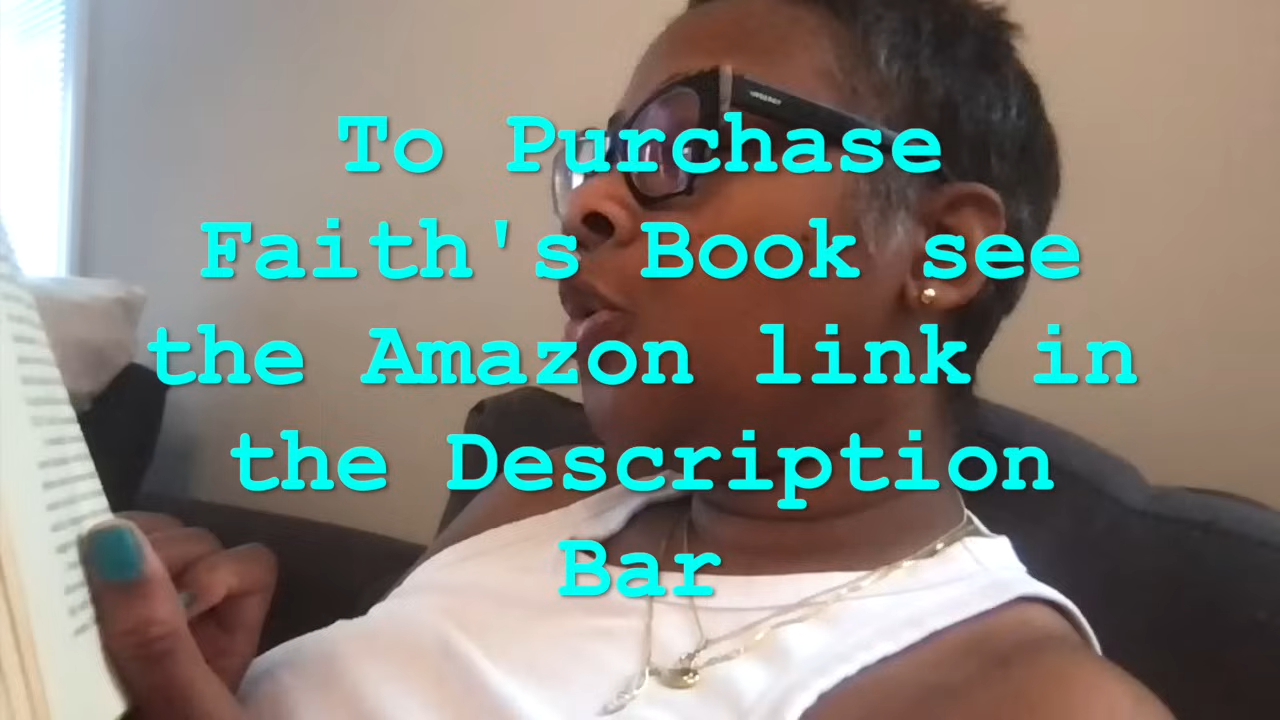 To Purchase
Faith's Book see
the Amazon link in
the Description
Bar